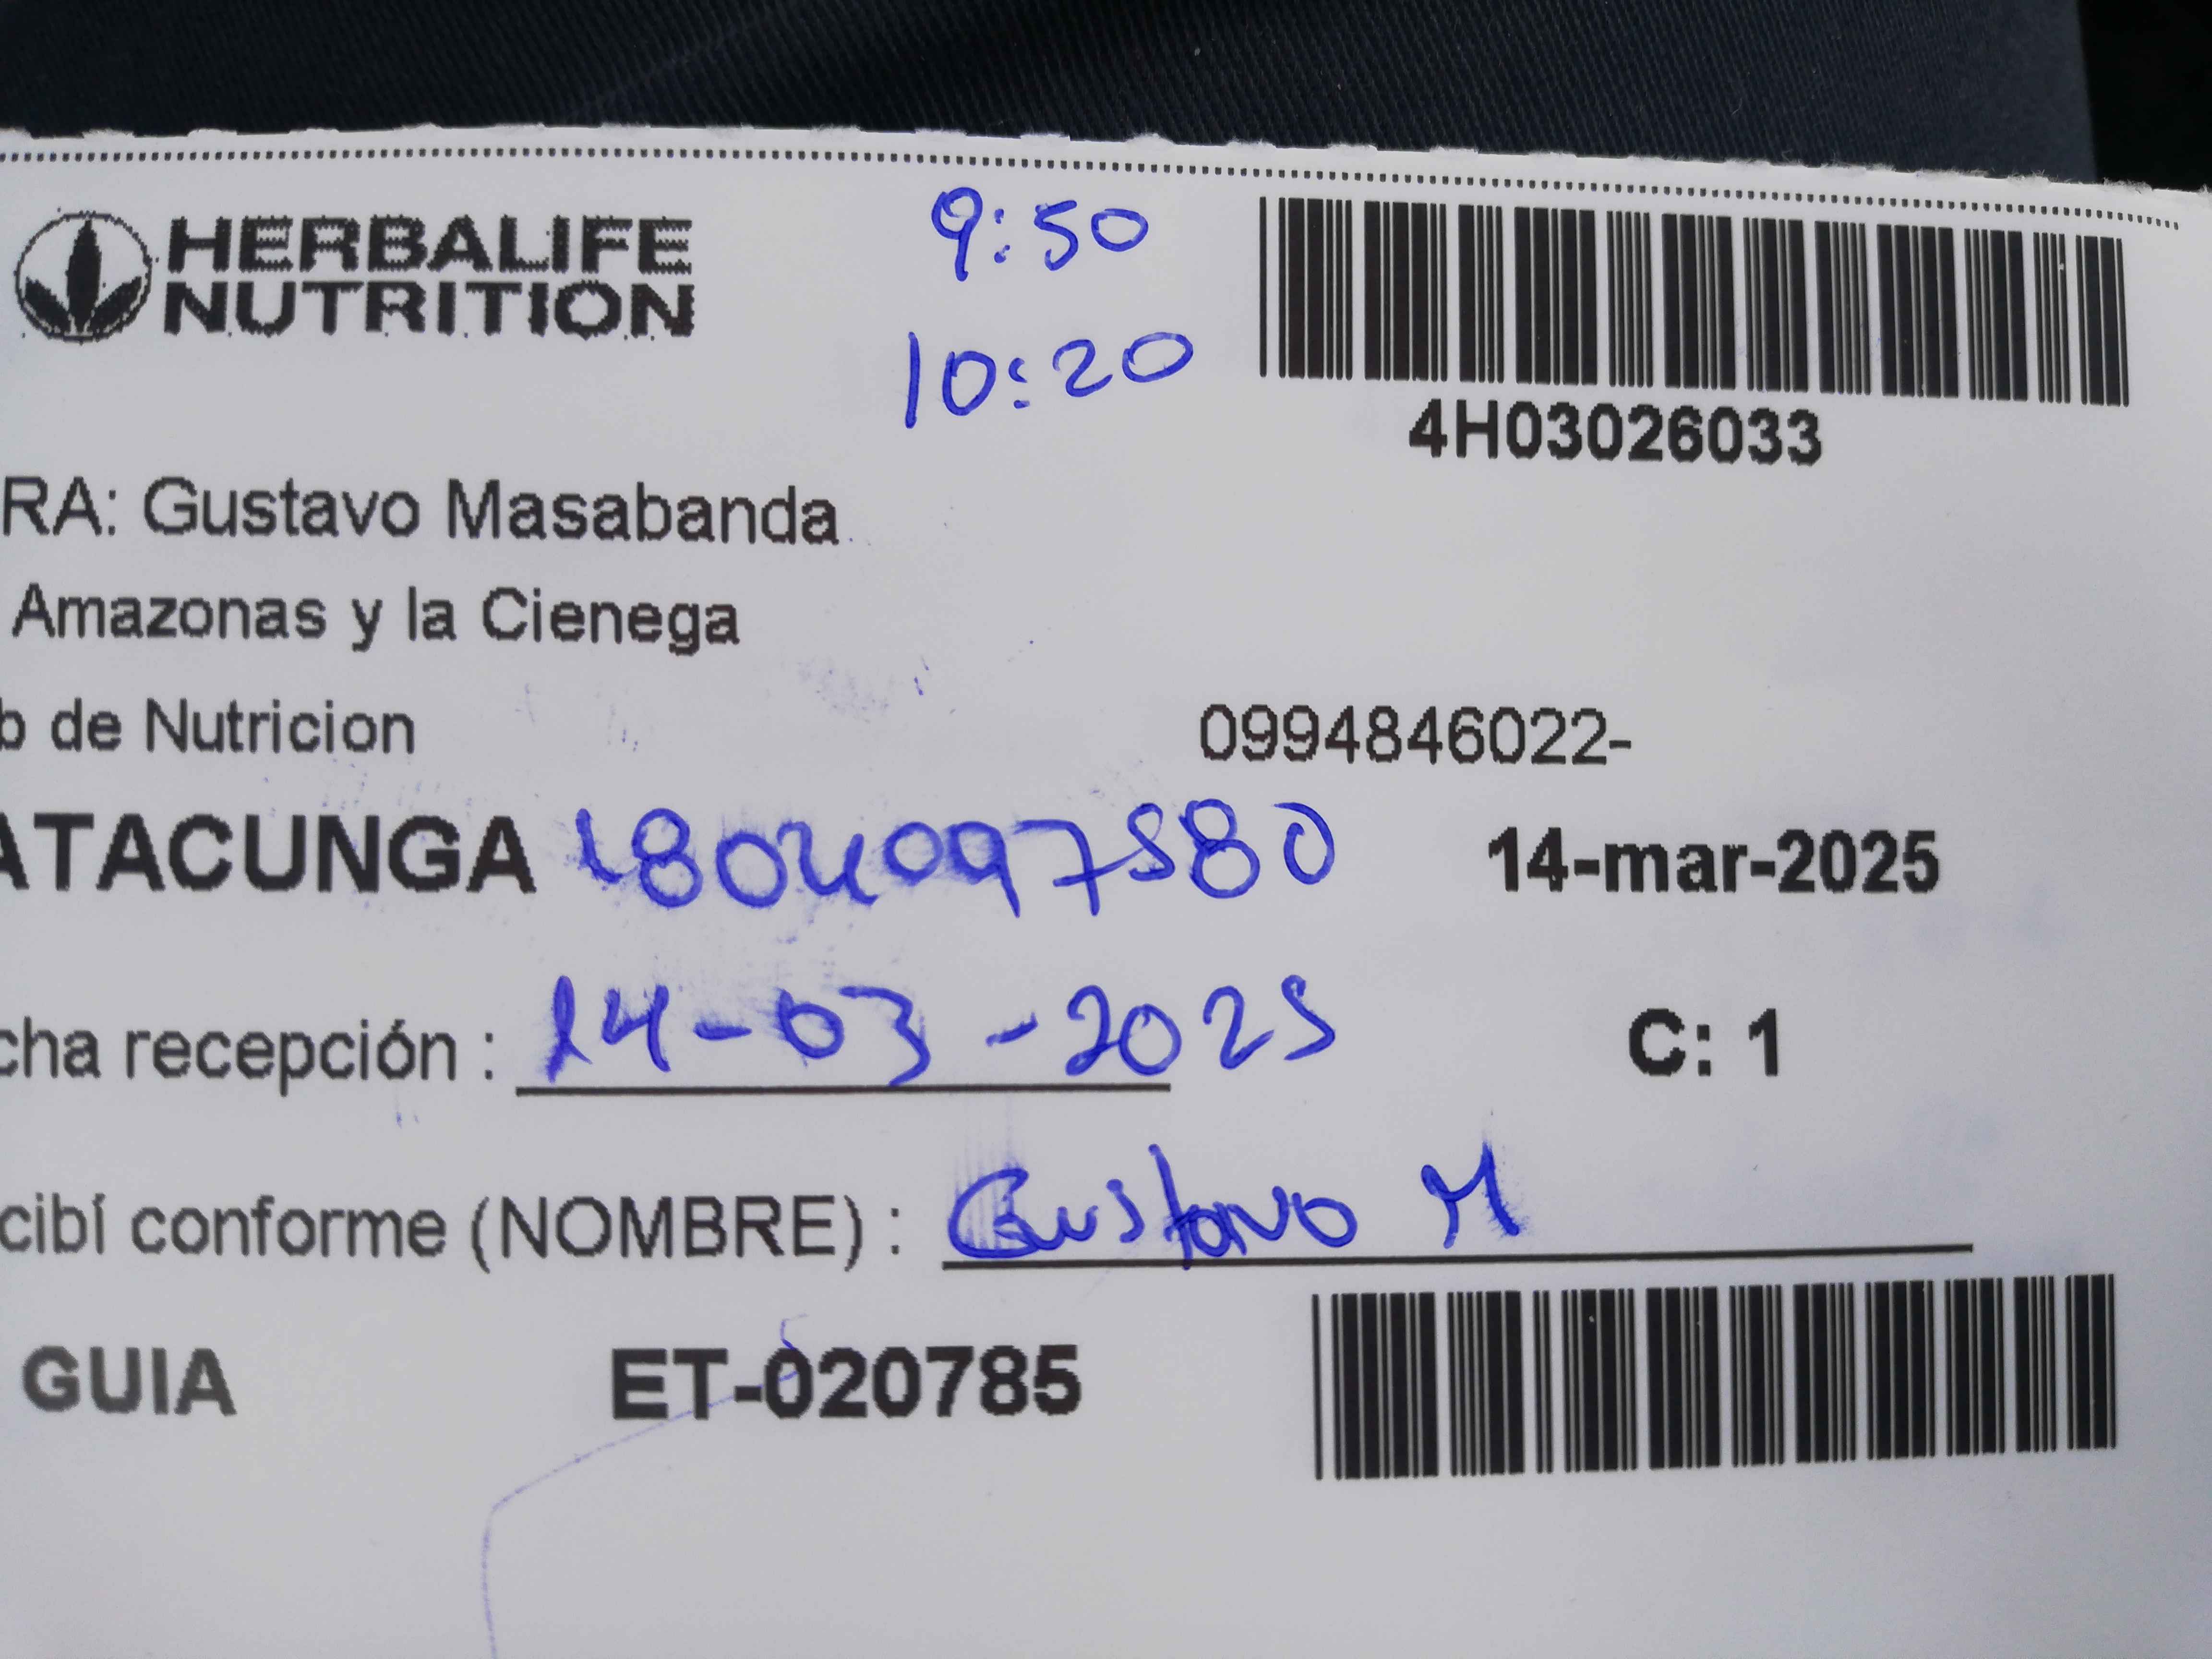 HERBALIFE
NUTRITION
9:50
10:20
4H03026033
RA: Gustavo Masabanda
Amazonas y la Cienega
b de Nutricion 0994846022-
ATACUNGA 1804097580 14-mar-2025
cha recepción : 14-03-2025 C: 1
cibí conforme (NOMBRE) : Gustavo M
GUIA ET-020785